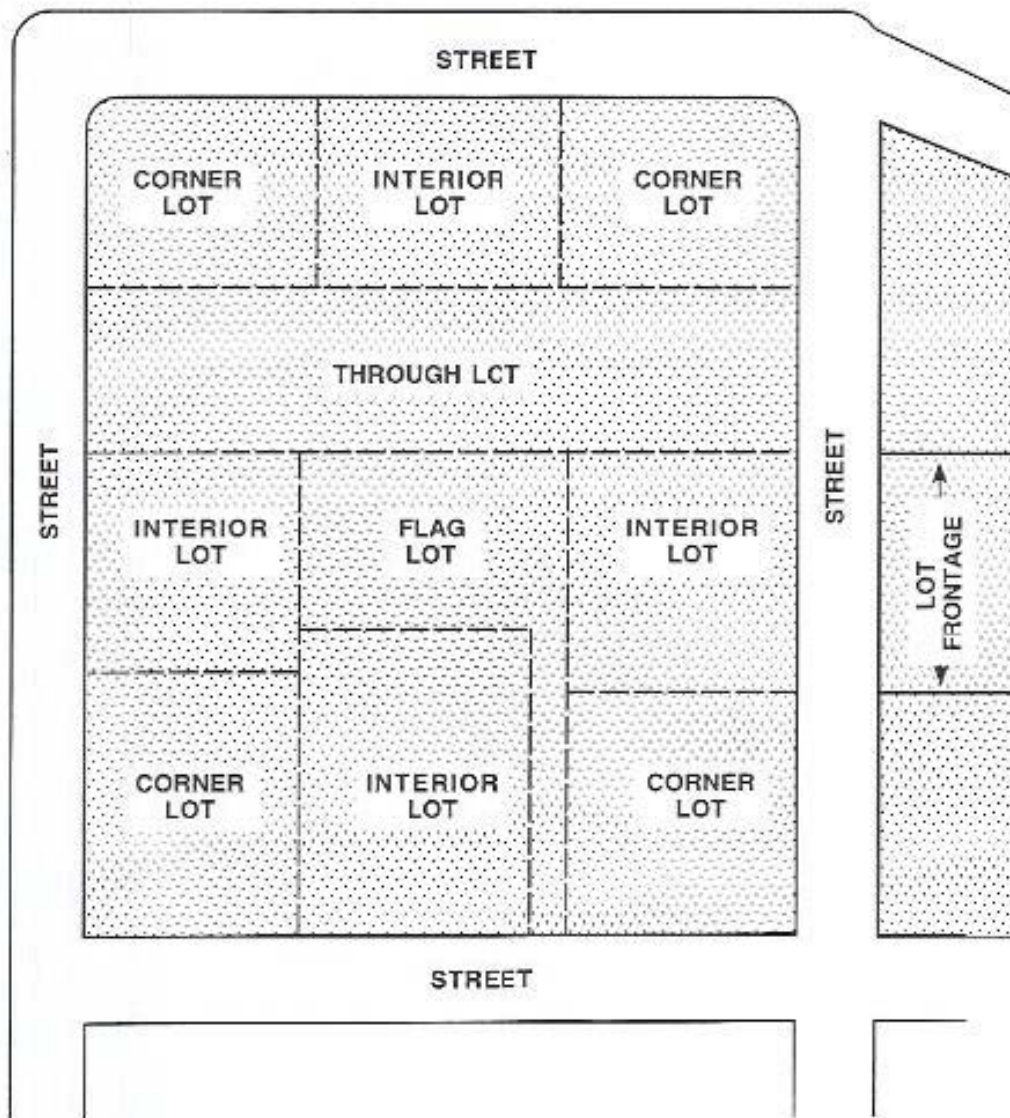 STREET
CORNER
LOT
INTERIOR
LOT
CORNER
LOT
THROUGH LCT
STREET
STREET
INTERIOR
LOT
FLAG
LOT
INTERIOR
LOT
LOT
FRONTAGE
CORNER
LOT
INTERIOR
LOT
CORNER
LOT
STREET